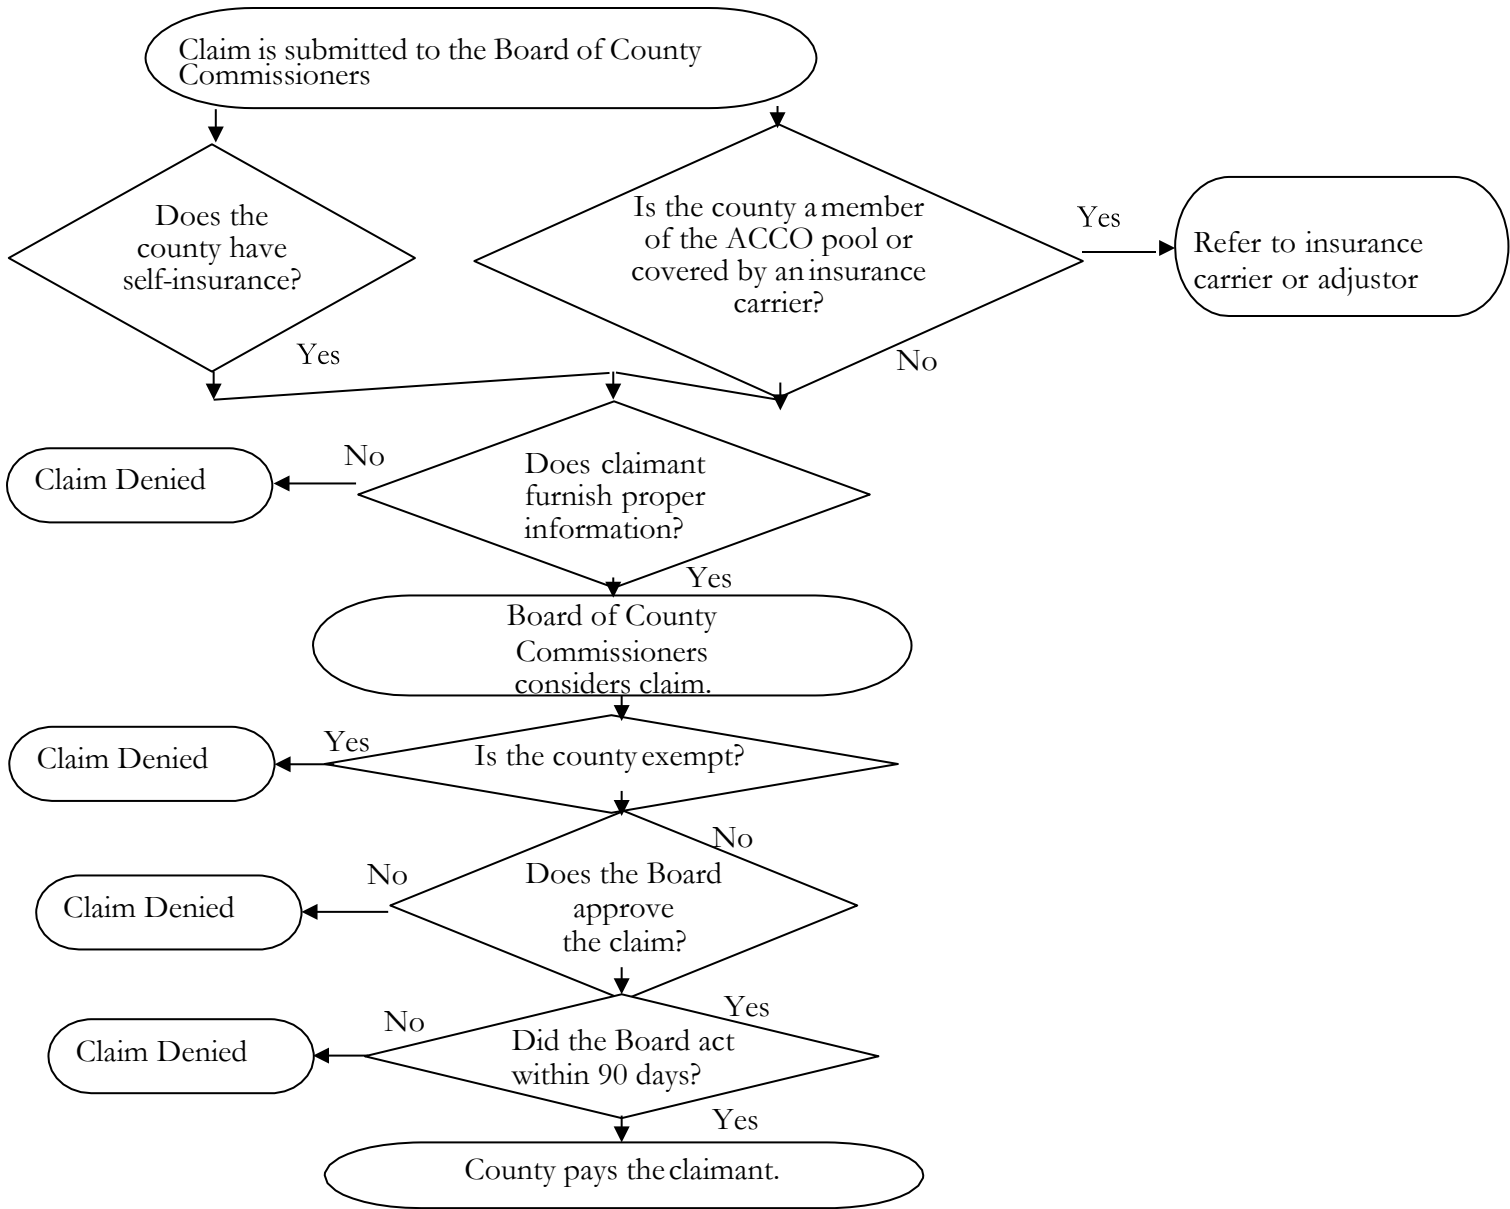 Claim is submitted to the Board of County
Commissioners
Does the
county have
self-insurance?
Yes
Is the county a member
of the ACCO pool or
covered by an insurance
carrier?
Yes
No
Refer to insurance
carrier or adjustor
Claim Denied
No
Does claimant
furnish proper
information?
Yes
Board of County
Commissioners
considers claim.
Claim Denied
Yes
Is the county exempt?
No
Claim Denied
No
Does the Board
approve
the claim?
Yes
Claim Denied
No
Did the Board act
within 90 days?
Yes
County pays the claimant.